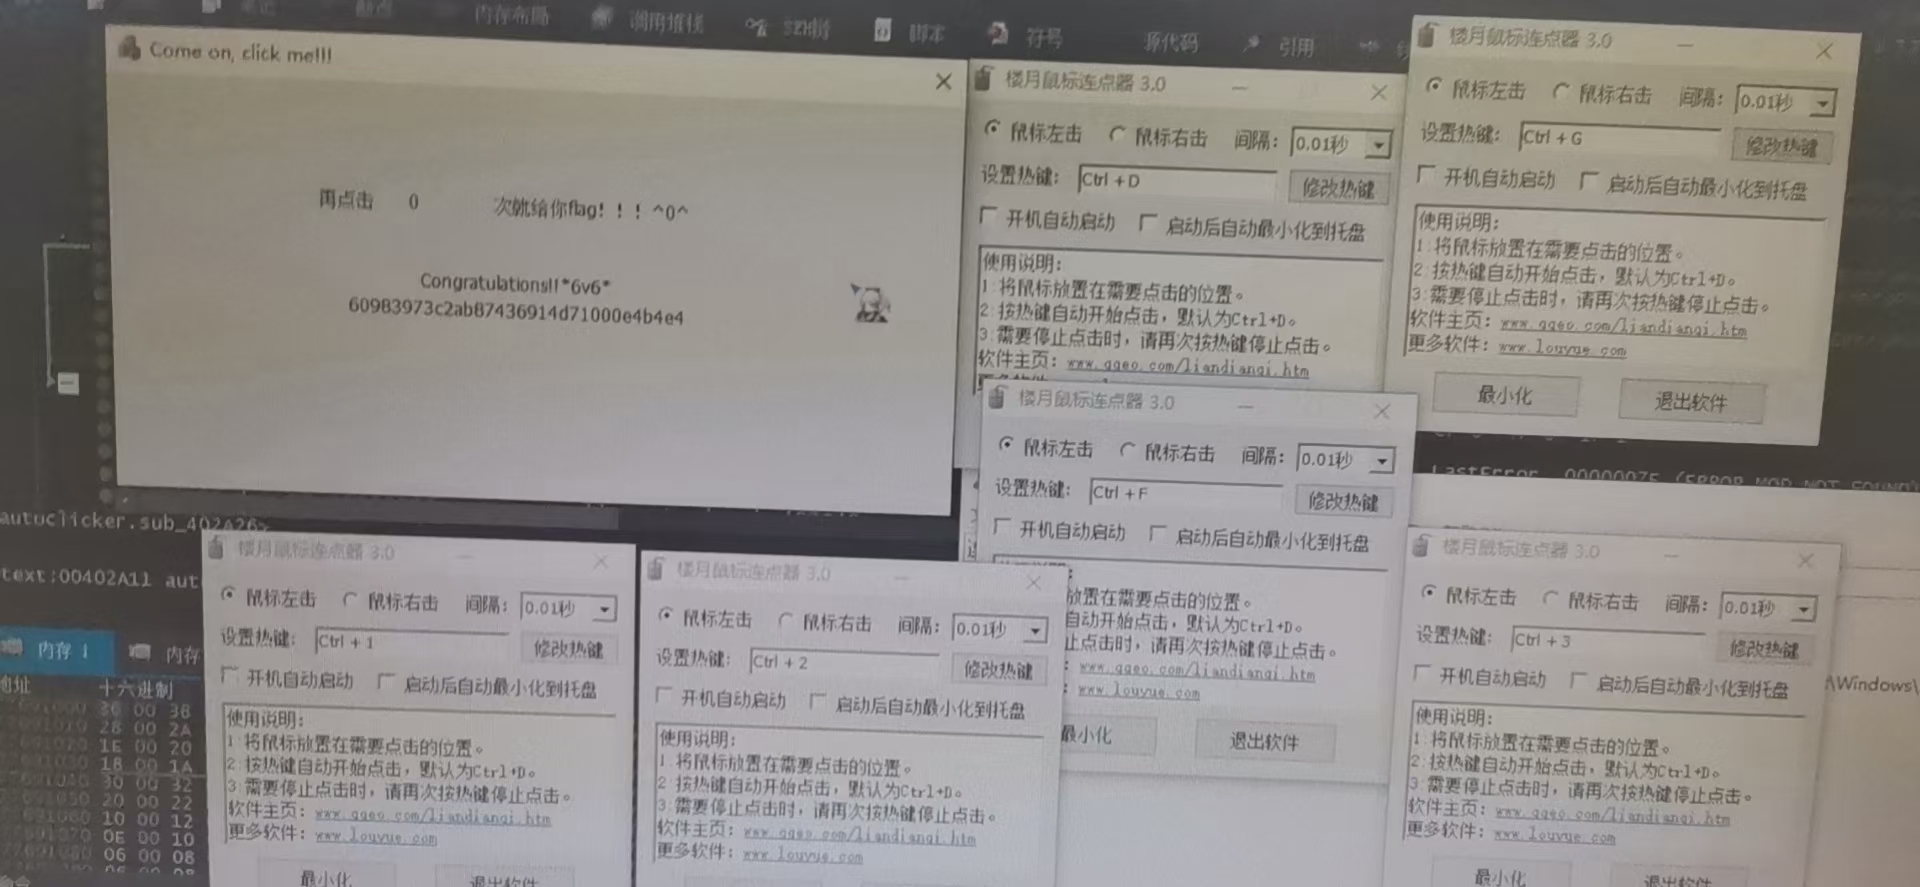 内存布局
调用堆栈
SEH链
脚本
符号
源代码
引用
Come on, click me!!!
再点击 0 次就给你flag! ! ! ^0^
Congratulations!!*6v6*
60983973c2ab87436914d71000e4b4e4
楼月鼠标连点器 3.0
鼠标左击 鼠标右击 间隔: 0.01秒
设置热键: Ctrl + D 修改热键
开机自动启动 启动后自动最小化到托盘
使用说明:
1.将鼠标放置在需要点击的位置。
2.按热键自动开始点击，默认为Ctrl+D。
3.需要停止点击时，请再次按热键停止点击。
软件主页: www.qqeo.com/liandianqi.htm
楼月鼠标连点器 3.0
鼠标左击 鼠标右击 间隔: 0.01秒
设置热键: Ctrl + G 修改热键
开机自动启动 启动后自动最小化到托盘
使用说明:
1.将鼠标放置在需要点击的位置。
2.按热键自动开始点击，默认为Ctrl+D。
3.需要停止点击时，请再次按热键停止点击。
软件主页: www.qqeo.com/liandianqi.htm
更多软件: www.louyue.com
最小化 退出软件
楼月鼠标连点器 3.0
鼠标左击 鼠标右击 间隔: 0.01秒
设置热键: Ctrl + F 修改热键
开机自动启动 启动后自动最小化到托盘
放置在需要点击的位置。
自动开始点击，默认为Ctrl+D。
止点击时，请再次按热键停止点击。
: www.qqeo.com/liandianqi.htm
: www.louyue.com
最小化 退出软件
LastError 00000075 (ERROR_MOD_NOT_FOUND)
autoclicker.sub_402A26>
text:00402A11 aut
内存 1 内存
地址 十六进制
30 00 38
28 00 2A
1E 00 20
18 00 1A
30 00 32
20 00 22
10 00 12
0E 00 10
06 00 08
楼月鼠标连点器 3.0
鼠标左击 鼠标右击 间隔: 0.01秒
设置热键: Ctrl + 1 修改热键
开机自动启动 启动后自动最小化到托盘
使用说明:
1.将鼠标放置在需要点击的位置。
2.按热键自动开始点击，默认为Ctrl+D。
3.需要停止点击时，请再次按热键停止点击。
软件主页: www.qqeo.com/liandianqi.htm
更多软件: www.louyue.com
最小化 退出软件
楼月鼠标连点器 3.0
鼠标左击 鼠标右击 间隔: 0.01秒
设置热键: Ctrl + 2 修改热键
开机自动启动 启动后自动最小化到托盘
使用说明:
1.将鼠标放置在需要点击的位置。
2.按热键自动开始点击，默认为Ctrl+D。
3.需要停止点击时，请再次按热键停止点击。
软件主页: www.qqeo.com/liandianqi.htm
更多软件: www.louyue.com
楼月鼠标连点器 3.0
鼠标左击 鼠标右击 间隔: 0.01秒
设置热键: Ctrl + 3 修改热键
开机自动启动 启动后自动最小化到托盘
使用说明:
1.将鼠标放置在需要点击的位置。
2.按热键自动开始点击，默认为Ctrl+D。
3.需要停止点击时，请再次按热键停止点击。
软件主页: www.qqeo.com/liandianqi.htm
更多软件: www.louyue.com
最小化 退出软件
\Windows\